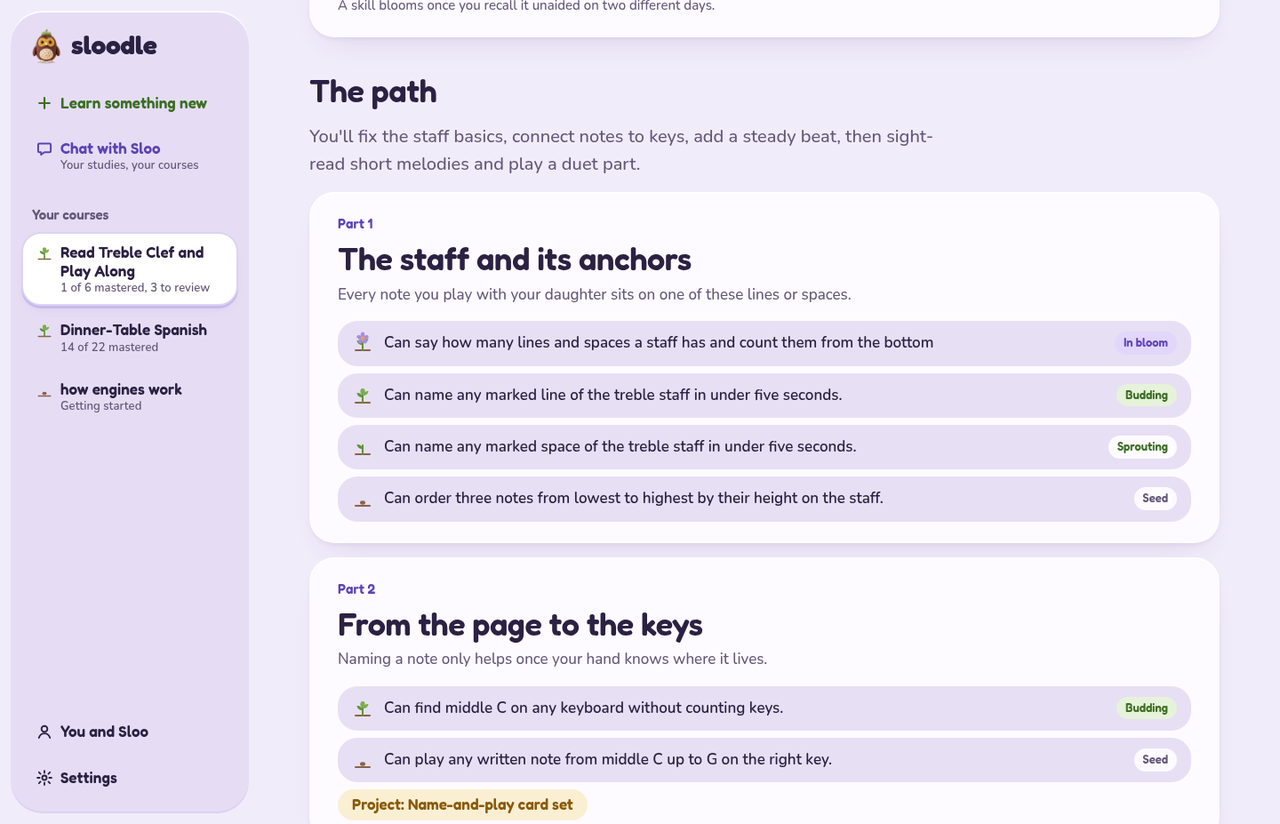 sloodle
Learn something new
Chat with Sloo
Your studies, your courses
Your courses
Read Treble Clef and
Play Along
1 of 6 mastered, 3 to review
Dinner-Table Spanish
14 of 22 mastered
how engines work
Getting started
You and Sloo
Settings
A skill blooms once you recall it unaided on two different days.
The path
You'll fix the staff basics, connect notes to keys, add a steady beat, then sight-
read short melodies and play a duet part.
Part 1
The staff and its anchors
Every note you play with your daughter sits on one of these lines or spaces.
Can say how many lines and spaces a staff has and count them from the bottom
In bloom
Can name any marked line of the treble staff in under five seconds.
Budding
Can name any marked space of the treble staff in under five seconds.
Sprouting
Can order three notes from lowest to highest by their height on the staff.
Seed
Part 2
From the page to the keys
Naming a note only helps once your hand knows where it lives.
Can find middle C on any keyboard without counting keys.
Budding
Can play any written note from middle C up to G on the right key.
Seed
Project: Name-and-play card set